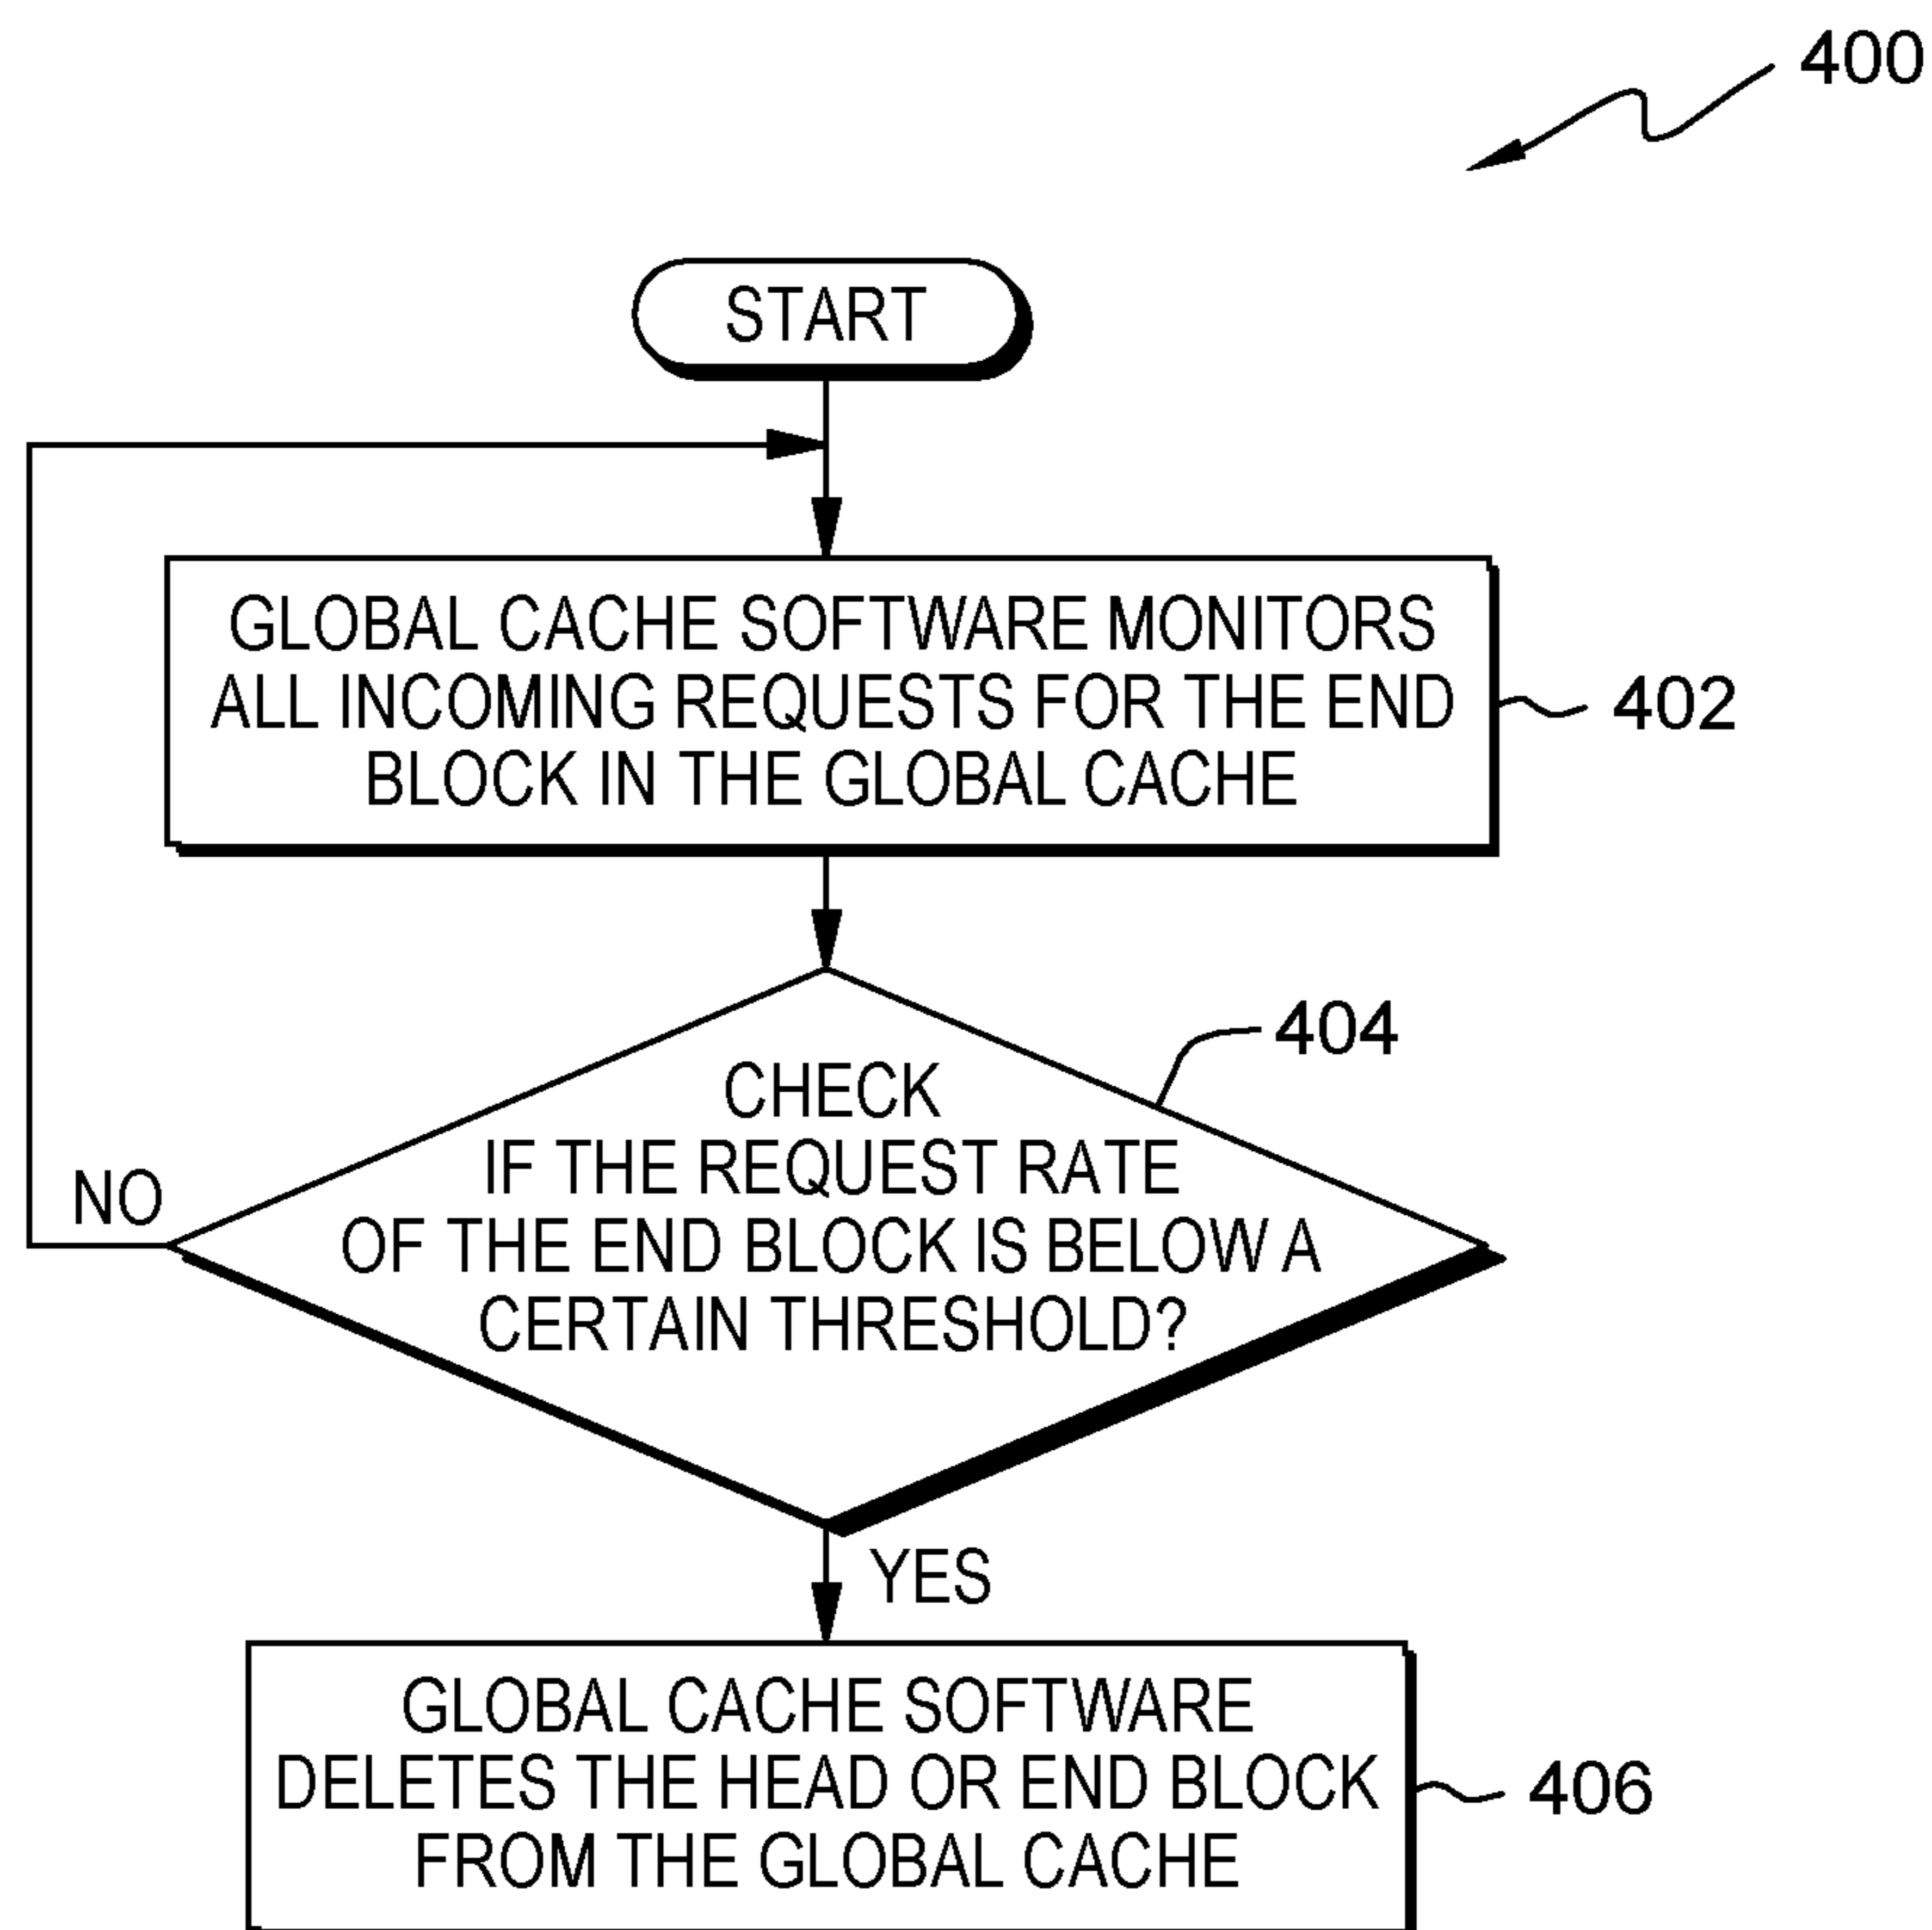 400
START
GLOBAL CACHE SOFTWARE MONITORS
ALL INCOMING REQUESTS FOR THE END
BLOCK IN THE GLOBAL CACHE
402
404
CHECK
IF THE REQUEST RATE
OF THE END BLOCK IS BELOW A
CERTAIN THRESHOLD?
NO
YES
GLOBAL CACHE SOFTWARE
DELETES THE HEAD OR END BLOCK
FROM THE GLOBAL CACHE
406